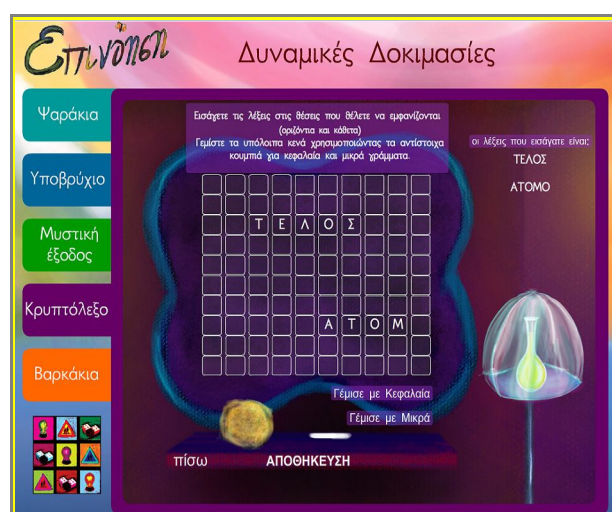 Επινόηση
Δυναμικές Δοκιμασίες
Ψαράκια
Υποβρύχιο
Μυστική
έξοδος
Κρυπτόλεξο
Βαρκάκια
Εισάγετε τις λέξεις στις θέσεις που θέλετε να εμφανίζονται
(οριζόντια και κάθετα)
Γεμίστε τα υπόλοιπα κενά χρησιμοποιώντας τα αντίστοιχα
κουμπιά για κεφαλαία και μικρά γράμματα.
οι λέξεις που εισάγατε είναι:
ΤΕΛΟΣ
ΑΤΟΜΟ
Τ Ε Λ Ο Σ
Α Τ Ο Μ
Γέμισε με Κεφαλαία
Γέμισε με Μικρά
πίσω ΑΠΟΘΗΚΕΥΣΗ